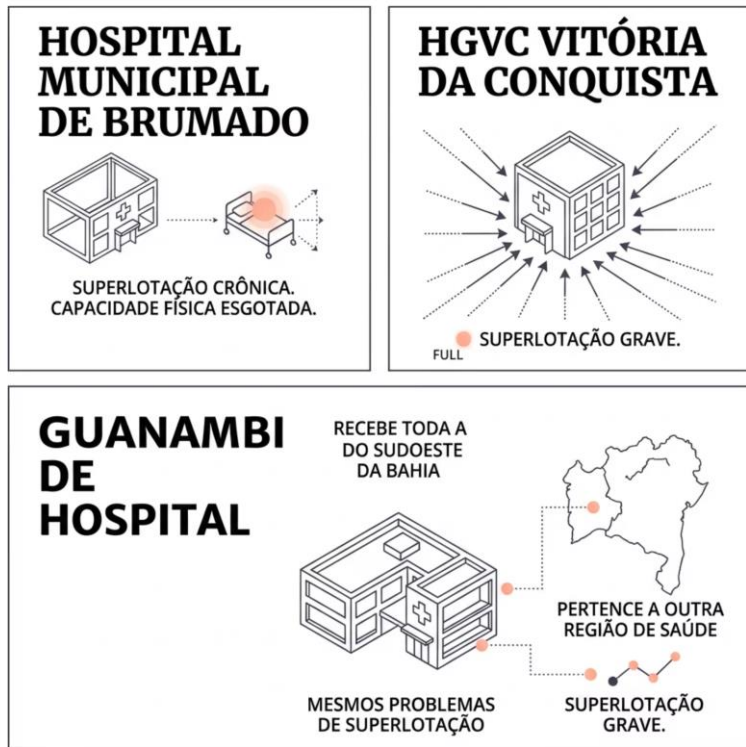 HOSPITAL
MUNICIPAL
DE BRUMADO
SUPERLOTAÇÃO CRÔNICA.
CAPACIDADE FÍSICA ESGOTADA.
HGVC VITÓRIA
DA CONQUISTA
FULL
SUPERLOTAÇÃO GRAVE.
GUANAMBI
DE
HOSPITAL
RECEBE TODA A
DO SUDOESTE
DA BAHIA
PERTENCE A OUTRA
REGIÃO DE SAÚDE
MESMOS PROBLEMAS
DE SUPERLOTAÇÃO
SUPERLOTAÇÃO
GRAVE.